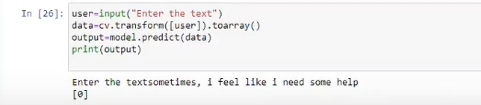 In [26]: user=input("Enter the text")
data=cv.transform([user]).toarray()
output=model.predict(data)
print(output)
Enter the textsometimes, i feel like i need some help
[0]